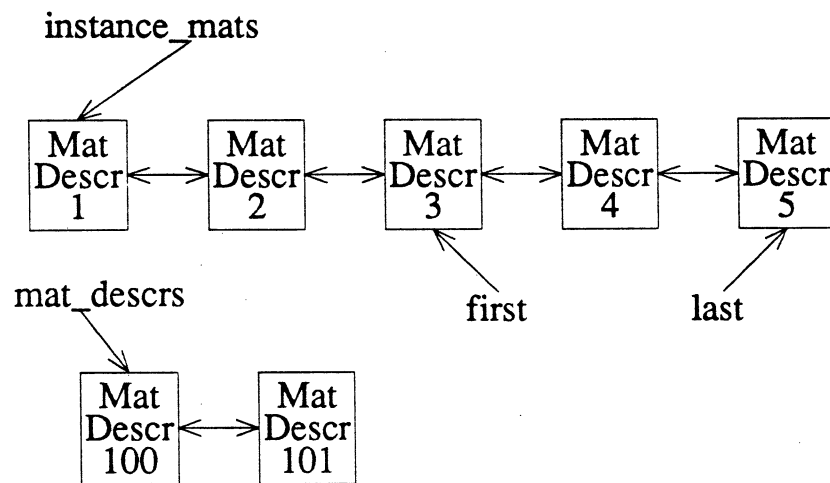 instance_mats
Mat
Descr
1
Mat
Descr
2
Mat
Descr
3
Mat
Descr
4
Mat
Descr
5
mat_descrs
first
last
Mat
Descr
100
Mat
Descr
101